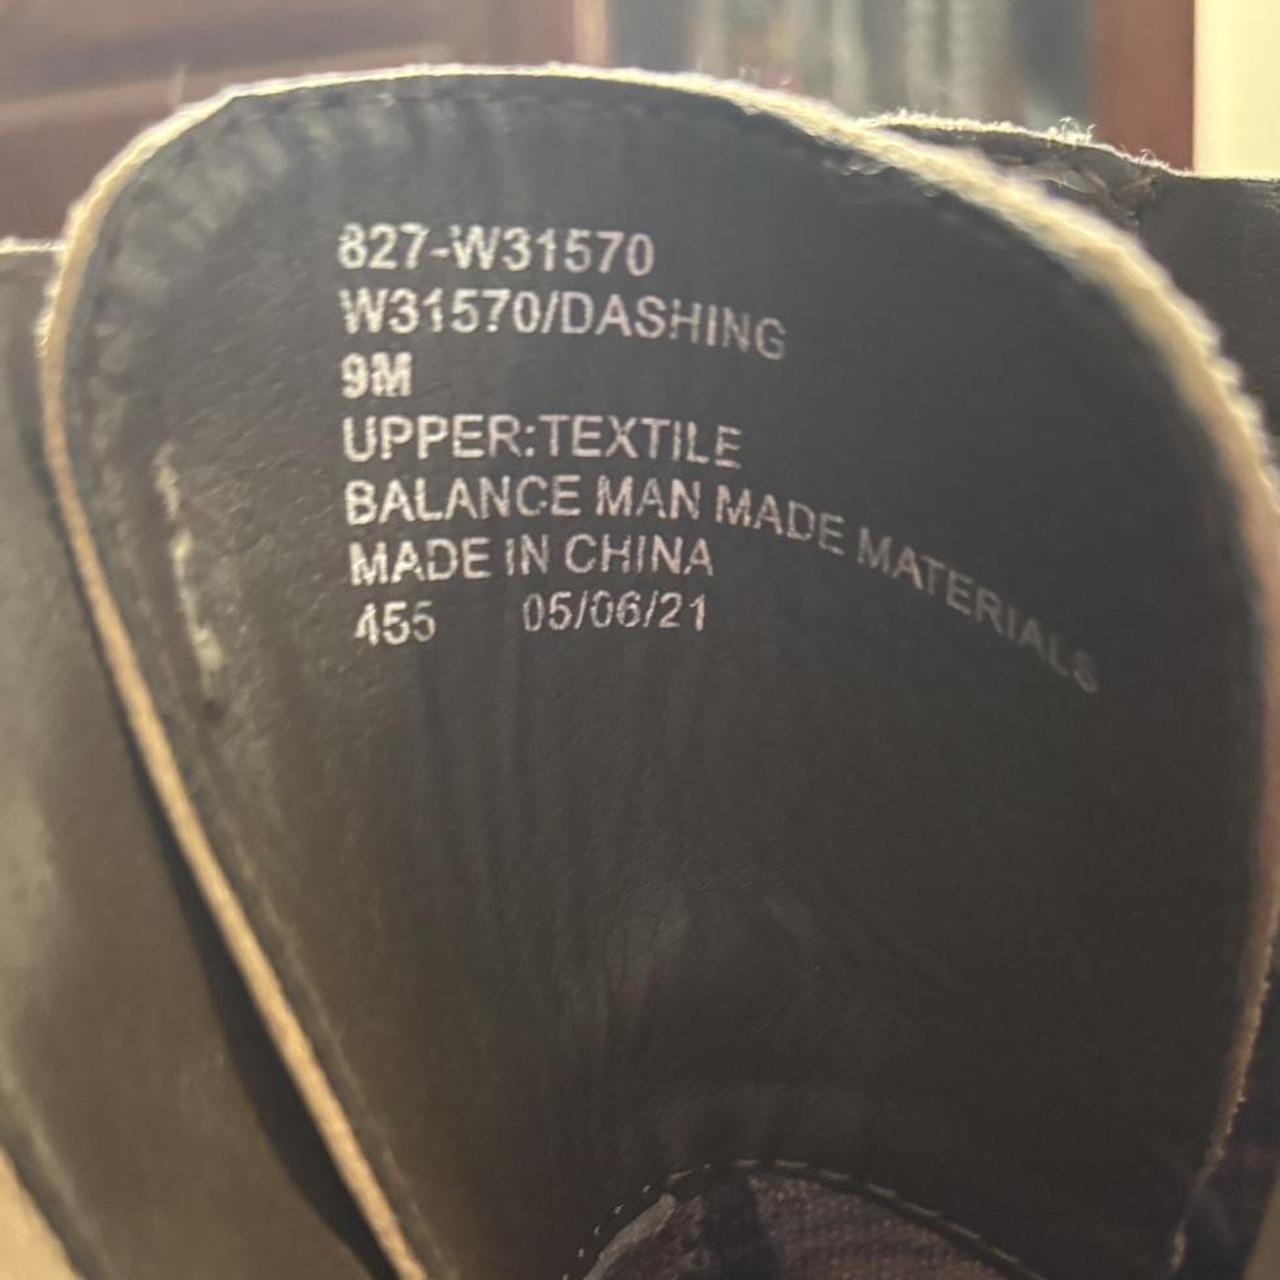 827-W31570
W31570/DASHING
9M
UPPER:TEXTILE
BALANCE MAN MADE MATERIALS
MADE IN CHINA
455 05/06/21